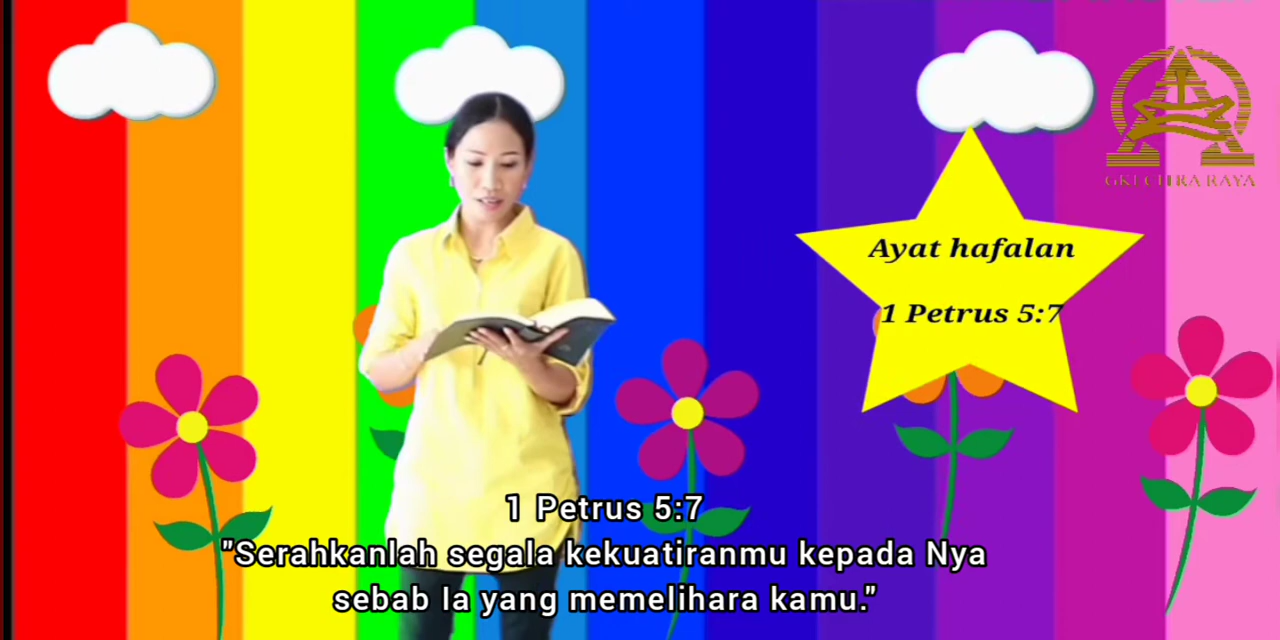 GKI CITRA RAYA
Ayat hafalan
1 Petrus 5:7
1 Petrus 5:7
"Serahkanlah segala kekuatiranmu kepada Nya
sebab Ia yang memelihara kamu."